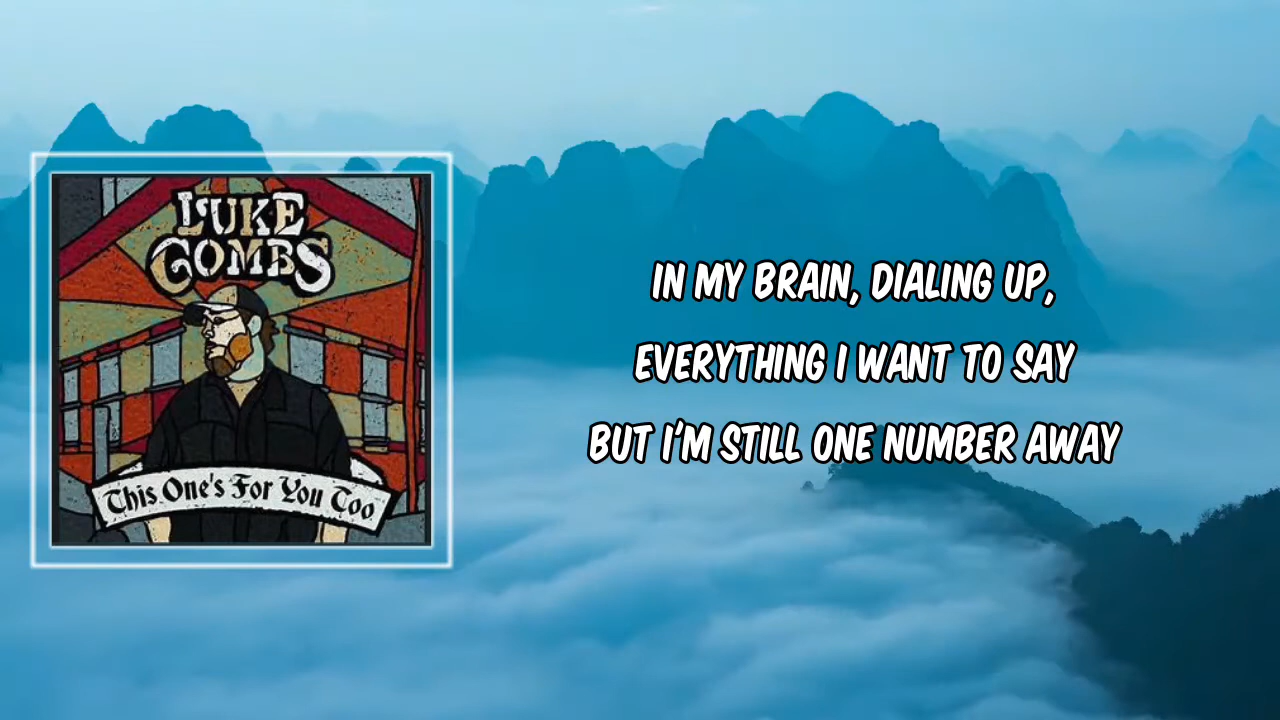 LUKE
COMBS
This One's For You Too
IN MY BRAIN, DIALING UP,
EVERYTHING I WANT TO SAY
BUT I'M STILL ONE NUMBER AWAY